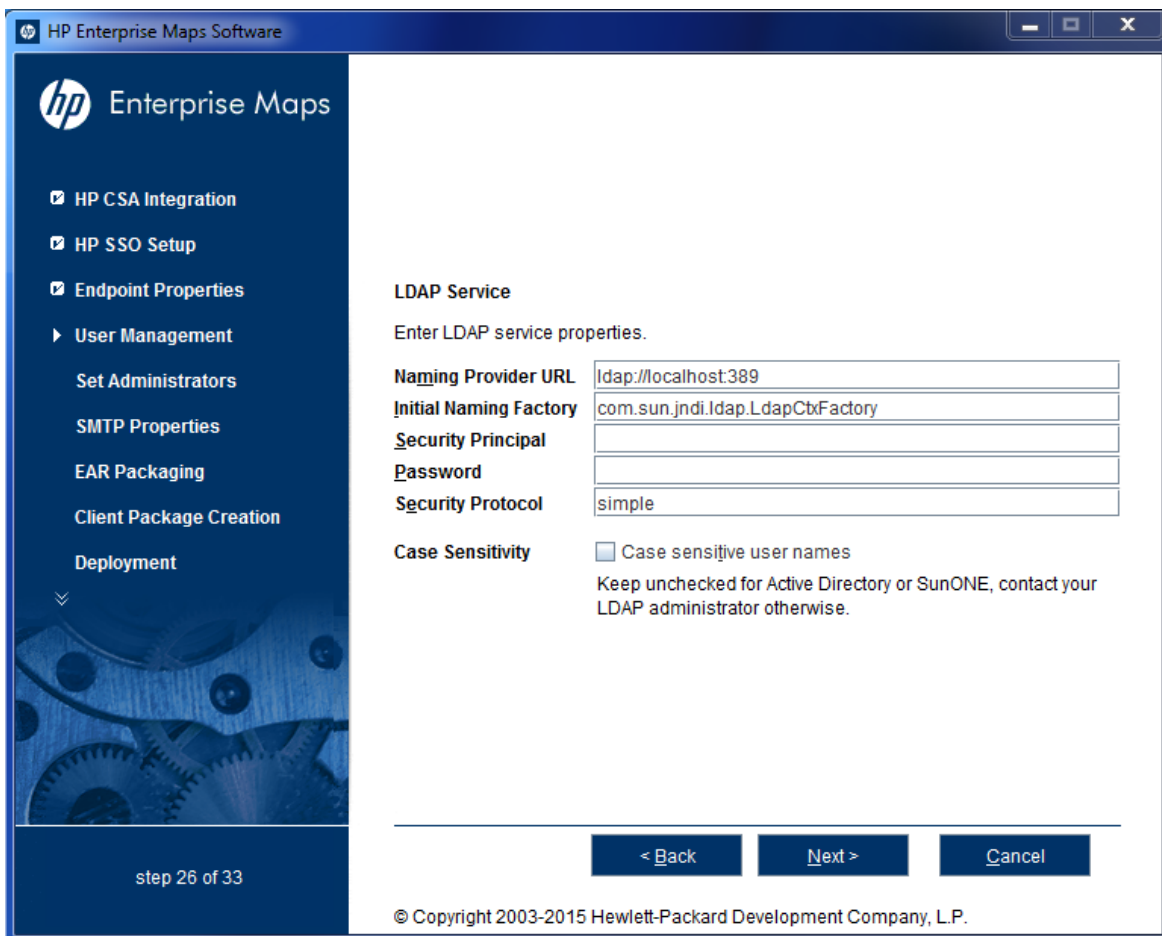 HP Enterprise Maps Software
hp Enterprise Maps
HP CSA Integration
HP SSO Setup
Endpoint Properties
User Management
Set Administrators
SMTP Properties
EAR Packaging
Client Package Creation
Deployment
step 26 of 33
LDAP Service
Enter LDAP service properties.
Naming Provider URL ldap://localhost:389
Initial Naming Factory com.sun.jndi.ldap.LdapCtxFactory
Security Principal
Password
Security Protocol simple
Case Sensitivity Case sensitive user names
Keep unchecked for Active Directory or SunONE, contact your
LDAP administrator otherwise.
< Back Next > Cancel
© Copyright 2003-2015 Hewlett-Packard Development Company, L.P.